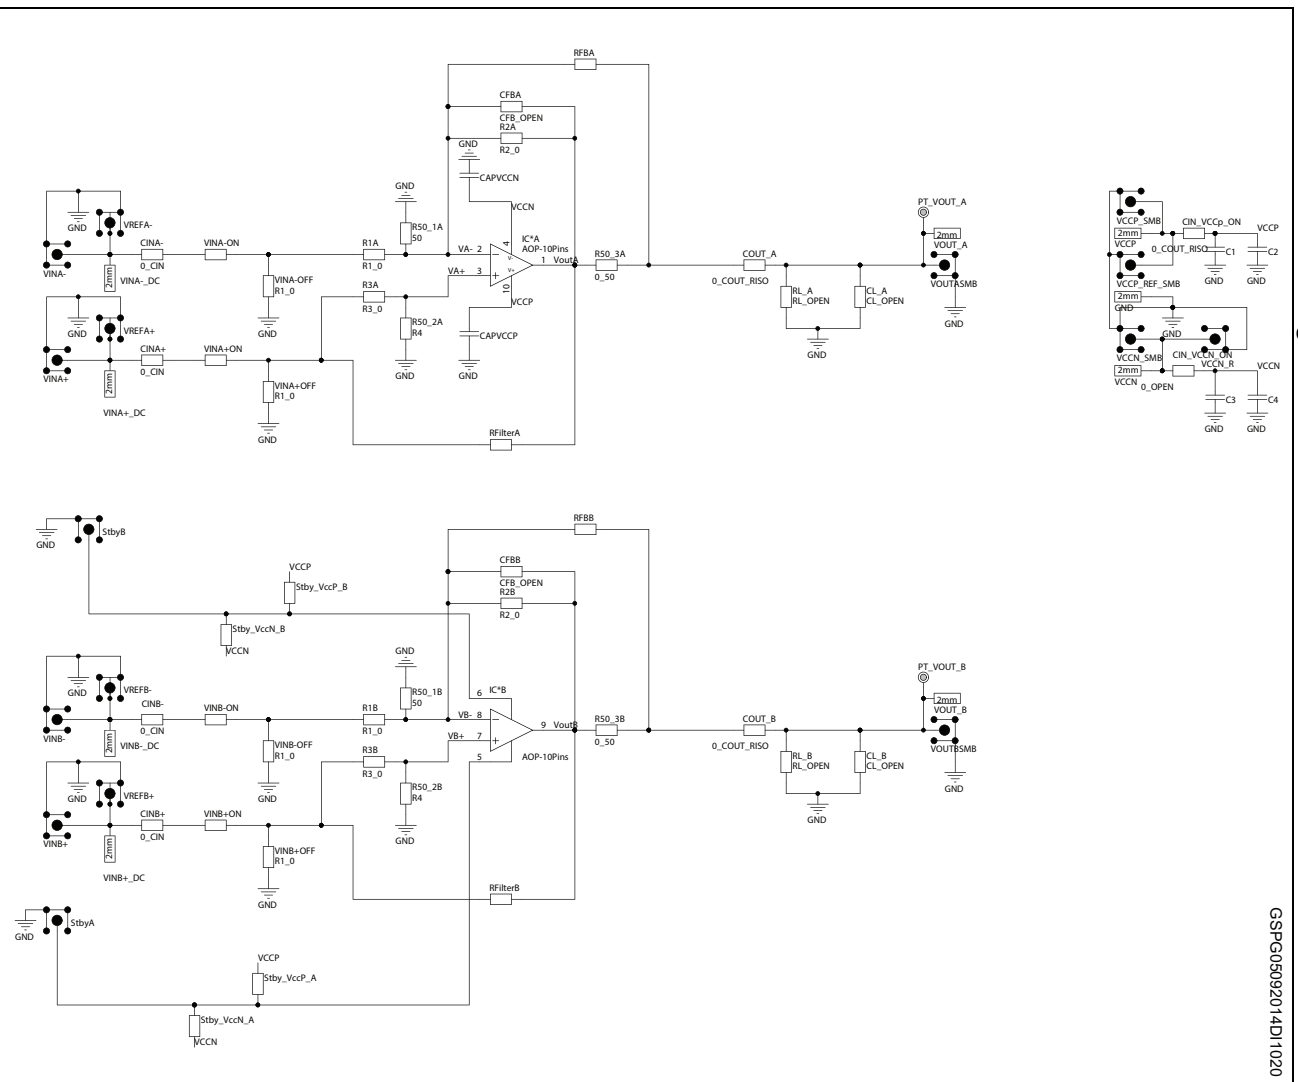 RFBA
CFBA
CFB_OPEN
R2A
R2_0
GND
CAPVCCN
VCCN
GND
R50_1A
50
IC*A
AOP-10Pins
VA- 2
4
V-
V+
1 VoutA
VA+ 3
10
VCCP
CAPVCCP
GND
GND
VREFA-
CINA-
0_CIN
VINA-ON
R1A
R1_0
VINA-
2mm
VINA-_DC
VINA-OFF
R1_0
GND
R3A
R3_0
R50_2A
R4
GND
GND
VREFA+
CINA+
0_CIN
VINA+ON
VINA+
2mm
VINA+_DC
VINA+OFF
R1_0
GND
RFilterA
R50_3A
0_50
COUT_A
0_COUT_RISO
RL_A
RL_OPEN
CL_A
CL_OPEN
GND
PT_VOUT_A
2mm
VOUT_A
VOUTASMB
GND
VCCP_SMB
2mm
VCCP
CIN_VCCp_ON
0_COUT_RISO
VCCP
C1
C2
GND
GND
VCCP_REF_SMB
2mm
GND
GND
VCCN_SMB
CIN_VCCN_ON
VCCN_R
2mm
VCCN
0_OPEN
VCCN
C3
C4
GND
GND
StbyB
GND
VCCP
Stby_VccP_B
Stby_VccN_B
VCCN
RFBB
CFBB
CFB_OPEN
R2B
R2_0
GND
R50_1B
50
6
IC*B
VB- 8
9 VoutB
VB+ 7
5
AOP-10Pins
GND
VREFB-
CINB-
0_CIN
VINB-ON
R1B
R1_0
VINB-
2mm
VINB-_DC
VINB-OFF
R1_0
GND
R3B
R3_0
R50_2B
R4
GND
GND
VREFB+
CINB+
0_CIN
VINB+ON
VINB+
2mm
VINB+_DC
VINB+OFF
R1_0
GND
RFilterB
R50_3B
0_50
COUT_B
0_COUT_RISO
RL_B
RL_OPEN
CL_B
CL_OPEN
GND
PT_VOUT_B
2mm
VOUT_B
VOUTBSMB
GND
StbyA
GND
VCCP
Stby_VccP_A
Stby_VccN_A
VCCN
GSPG05092014DI1020